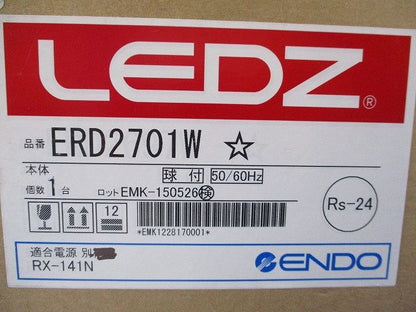 LEDZ®
品番 ERD2701W ☆
本体 球付 50/60Hz
個数 1 台 ロット EMK-150526 検
12
*EMK1228170001*
Rs-24
適合電源 別
RX-141N
ENDO